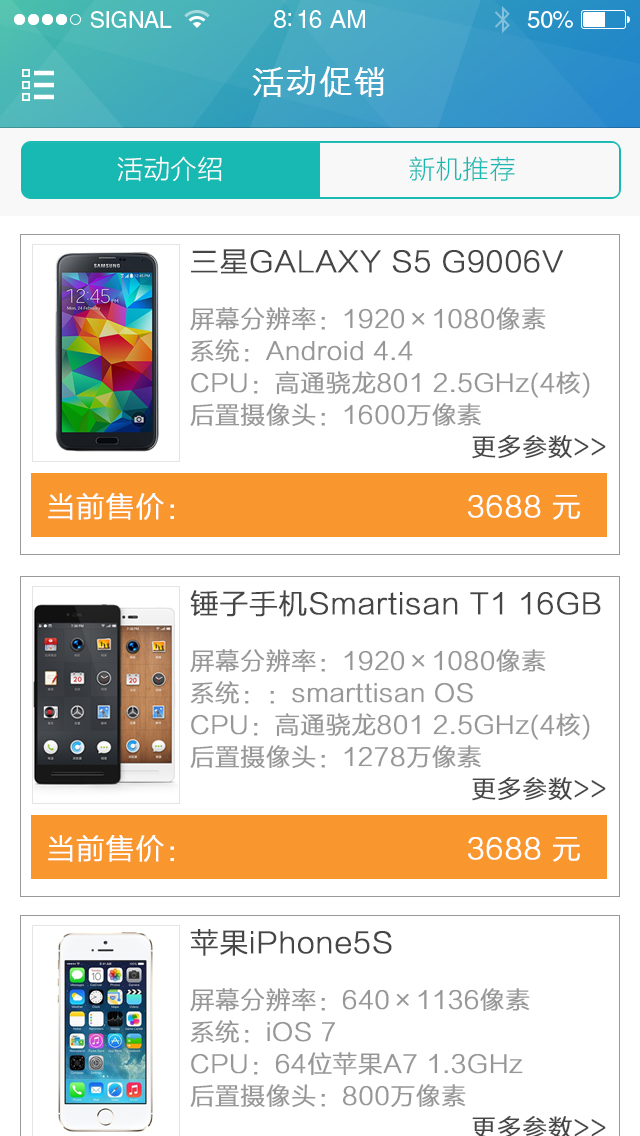 SIGNAL 8:16 AM 50%
活动促销
活动介绍 新机推荐
SAMSUNG
12:45
三星GALAXY S5 G9006V
屏幕分辨率：1920×1080像素
系统：Android 4.4
CPU：高通骁龙801 2.5GHz(4核)
后置摄像头：1600万像素
更多参数>>
当前售价： 3688 元
锤子手机Smartisan T1 16GB
屏幕分辨率：1920×1080像素
系统：：smarttisan OS
CPU：高通骁龙801 2.5GHz(4核)
后置摄像头：1278万像素
更多参数>>
当前售价： 3688 元
苹果iPhone5S
屏幕分辨率：640×1136像素
系统：iOS 7
CPU：64位苹果A7 1.3GHz
后置摄像头：800万像素
更多参数>>